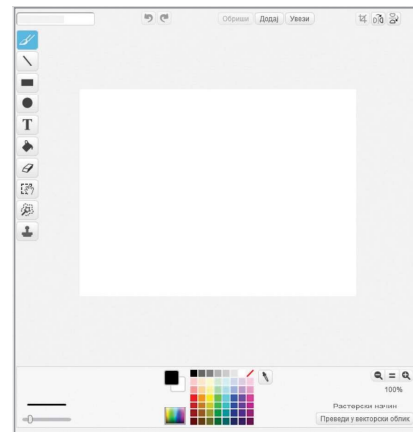 Обриши Додај Увези
T
100%
Растерски начин
Преведи у векторски облик